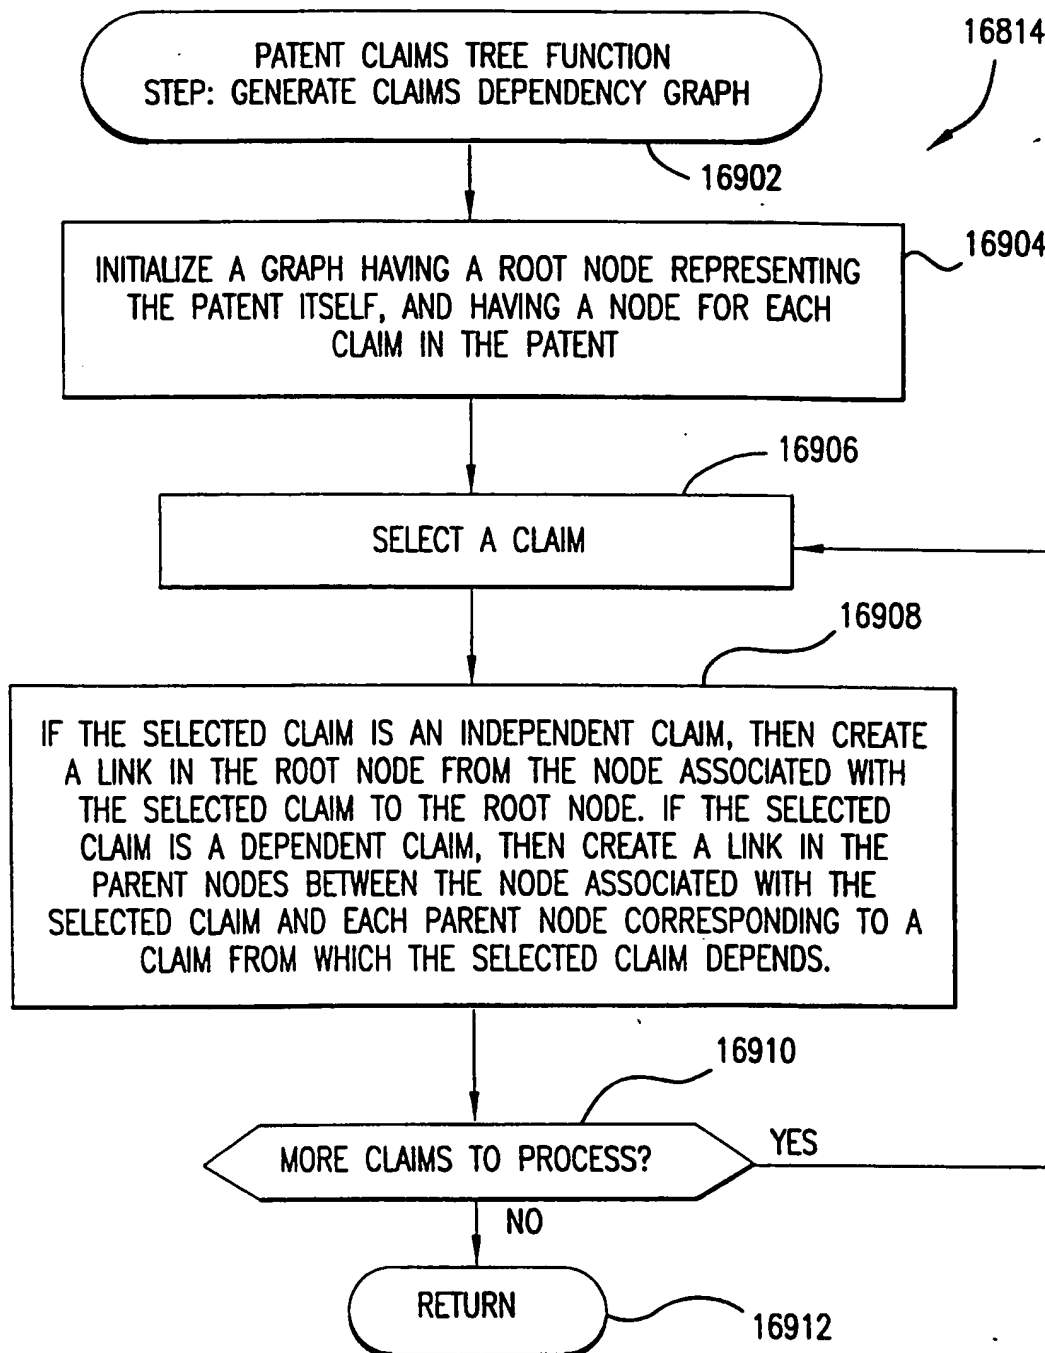 16814
PATENT CLAIMS TREE FUNCTION
STEP: GENERATE CLAIMS DEPENDENCY GRAPH
16902
16904
INITIALIZE A GRAPH HAVING A ROOT NODE REPRESENTING
THE PATENT ITSELF, AND HAVING A NODE FOR EACH
CLAIM IN THE PATENT
16906
SELECT A CLAIM
16908
IF THE SELECTED CLAIM IS AN INDEPENDENT CLAIM, THEN CREATE
A LINK IN THE ROOT NODE FROM THE NODE ASSOCIATED WITH
THE SELECTED CLAIM TO THE ROOT NODE. IF THE SELECTED
CLAIM IS A DEPENDENT CLAIM, THEN CREATE A LINK IN THE
PARENT NODES BETWEEN THE NODE ASSOCIATED WITH THE
SELECTED CLAIM AND EACH PARENT NODE CORRESPONDING TO A
CLAIM FROM WHICH THE SELECTED CLAIM DEPENDS.
16910
MORE CLAIMS TO PROCESS?
YES
NO
RETURN
16912